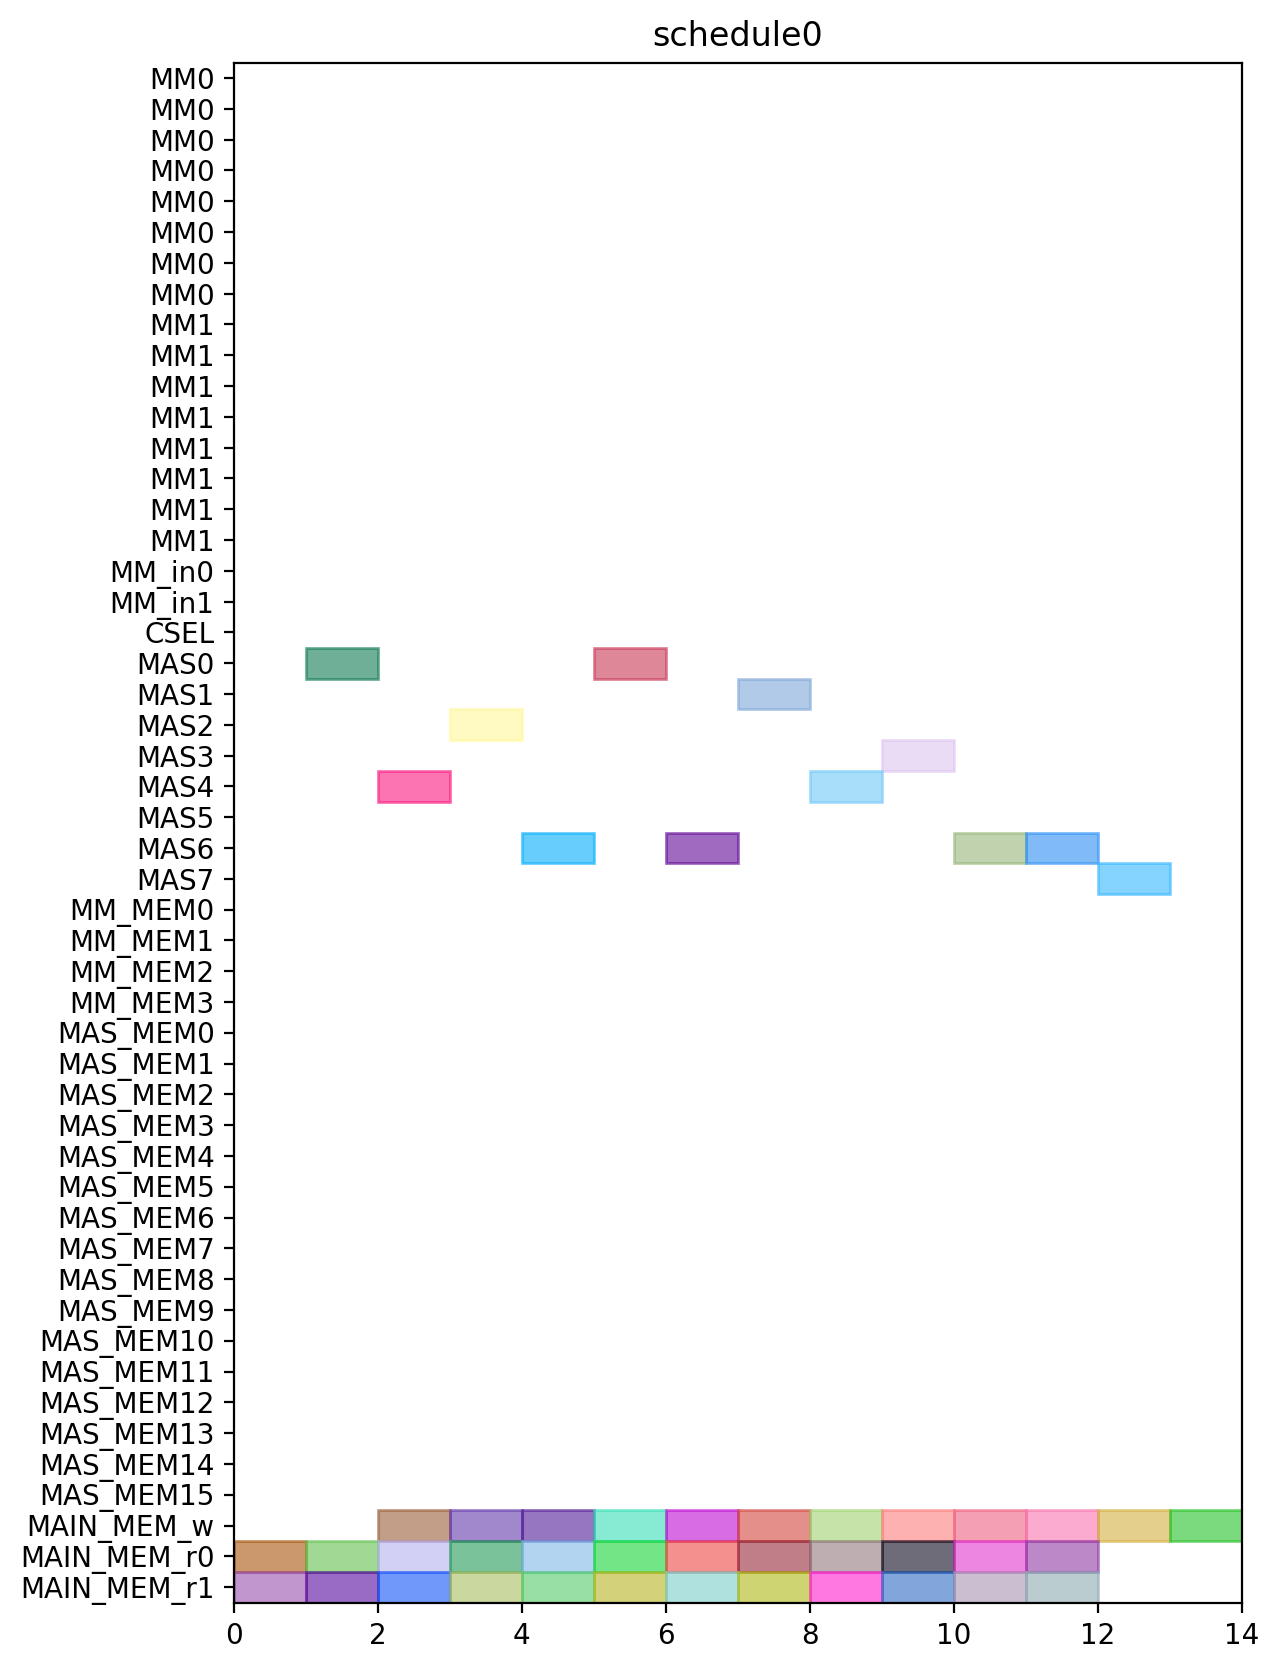 schedule0
MM0
MM0
MM0
MM0
MM0
MM0
MM0
MM0
MM1
MM1
MM1
MM1
MM1
MM1
MM1
MM1
MM_in0
MM_in1
CSEL
MAS0
MAS1
MAS2
MAS3
MAS4
MAS5
MAS6
MAS7
MM_MEM0
MM_MEM1
MM_MEM2
MM_MEM3
MAS_MEM0
MAS_MEM1
MAS_MEM2
MAS_MEM3
MAS_MEM4
MAS_MEM5
MAS_MEM6
MAS_MEM7
MAS_MEM8
MAS_MEM9
MAS_MEM10
MAS_MEM11
MAS_MEM12
MAS_MEM13
MAS_MEM14
MAS_MEM15
MAIN_MEM_w
MAIN_MEM_r0
MAIN_MEM_r1
0 2 4 6 8 10 12 14